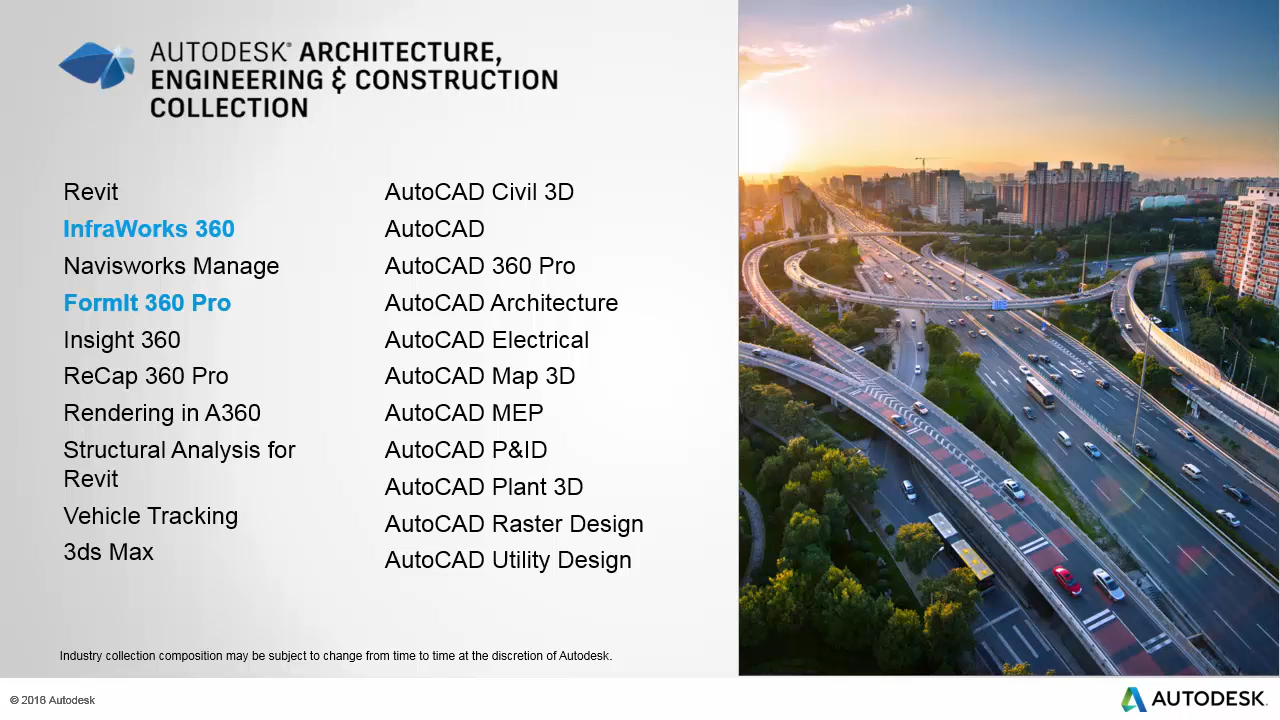 AUTODESK® ARCHITECTURE,
ENGINEERING & CONSTRUCTION
COLLECTION
Revit
InfraWorks 360
Navisworks Manage
FormIt 360 Pro
Insight 360
ReCap 360 Pro
Rendering in A360
Structural Analysis for
Revit
Vehicle Tracking
3ds Max
AutoCAD Civil 3D
AutoCAD
AutoCAD 360 Pro
AutoCAD Architecture
AutoCAD Electrical
AutoCAD Map 3D
AutoCAD MEP
AutoCAD P&ID
AutoCAD Plant 3D
AutoCAD Raster Design
AutoCAD Utility Design
Industry collection composition may be subject to change from time to time at the discretion of Autodesk.
© 2016 Autodesk
AUTODESK.